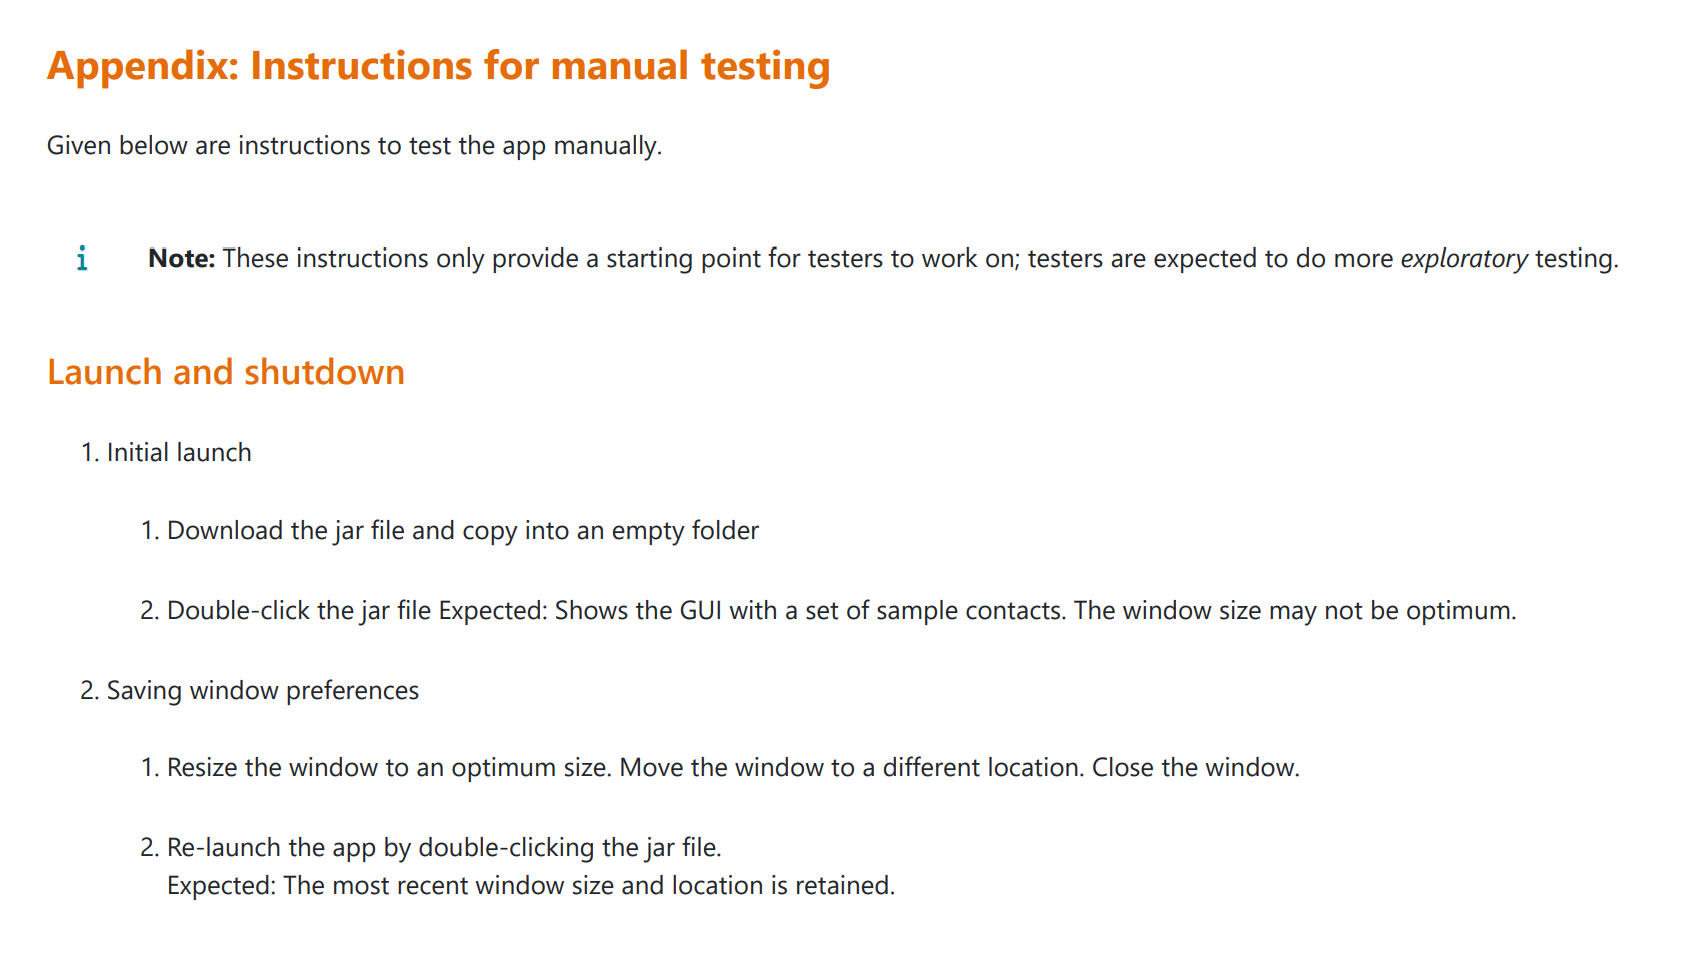 Appendix: Instructions for manual testing
Given below are instructions to test the app manually.
i Note: These instructions only provide a starting point for testers to work on; testers are expected to do more exploratory testing.
Launch and shutdown
1. Initial launch
1. Download the jar file and copy into an empty folder
2. Double-click the jar file Expected: Shows the GUI with a set of sample contacts. The window size may not be optimum.
2. Saving window preferences
1. Resize the window to an optimum size. Move the window to a different location. Close the window.
2. Re-launch the app by double-clicking the jar file.
Expected: The most recent window size and location is retained.